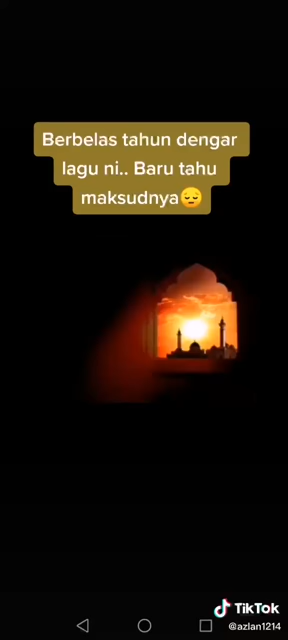 Berbelas tahun dengar
lagu ni.. Baru tahu
maksudnya😔
TikTok
@azlan1214